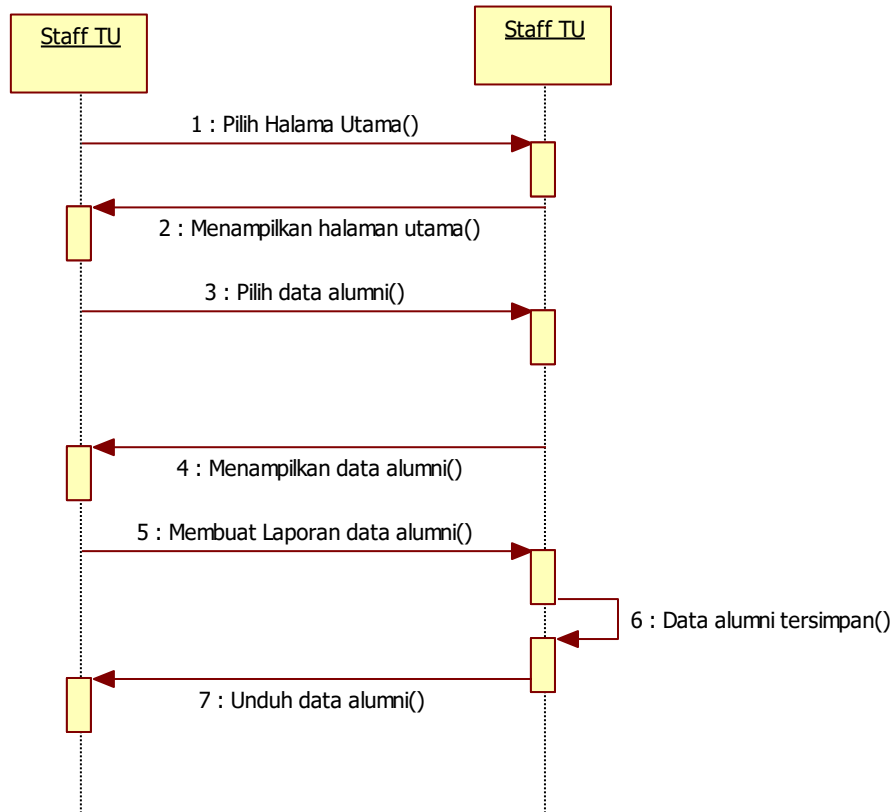 Staff TU
Staff TU
1 : Pilih Halama Utama()
2 : Menampilkan halaman utama()
3 : Pilih data alumni()
4 : Menampilkan data alumni()
5 : Membuat Laporan data alumni()
6 : Data alumni tersimpan()
7 : Unduh data alumni()